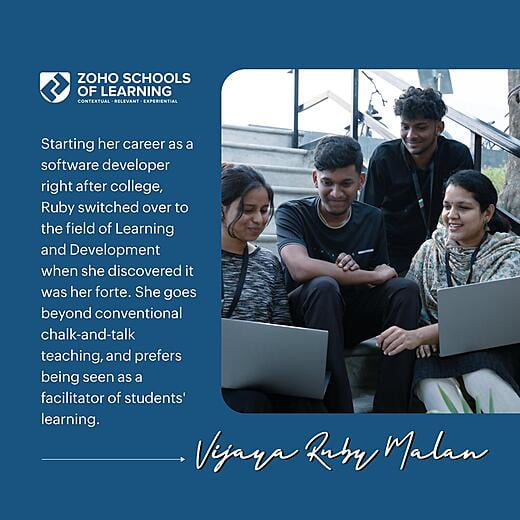 ZOHO SCHOOLS
OF LEARNING
CONTEXTUAL · RELEVANT · EXPERIENTIAL
Starting her career as a
software developer
right after college,
Ruby switched over to
the field of Learning
and Development
when she discovered it
was her forte. She goes
beyond conventional
chalk-and-talk
teaching, and prefers
being seen as a
facilitator of students'
learning.
Vijaya Ruby Malan